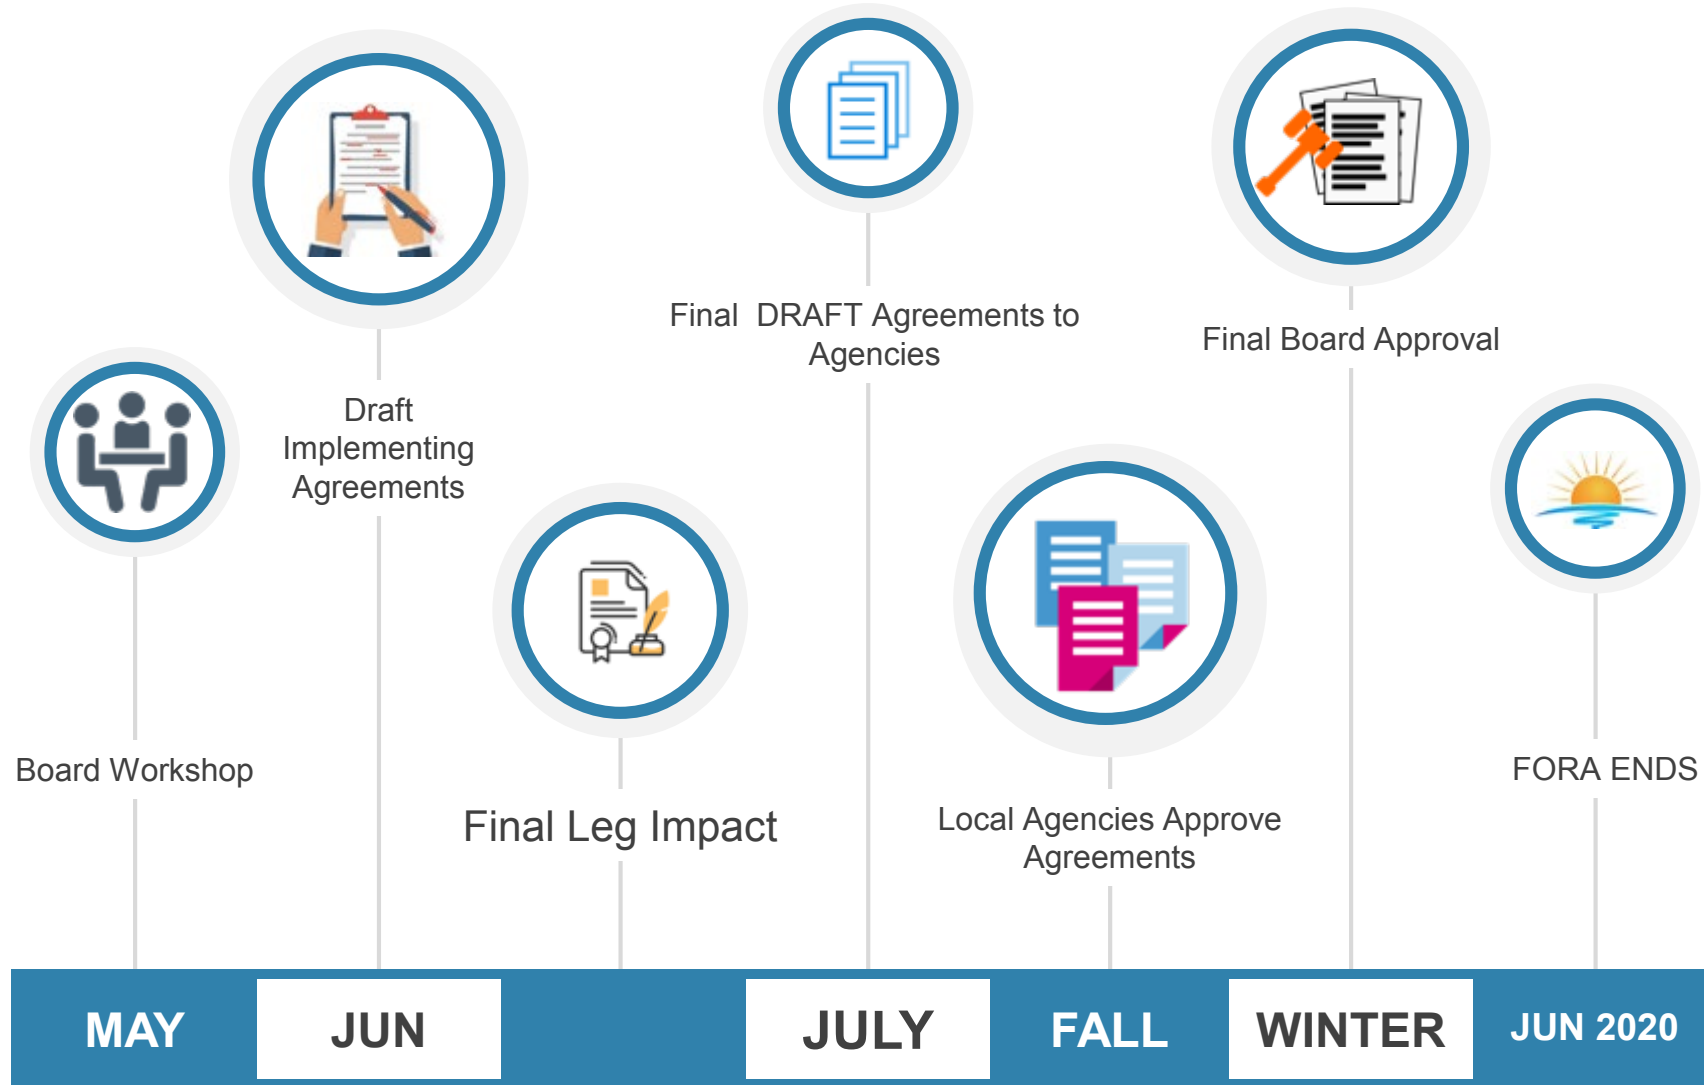 Board Workshop
Draft
Implementing
Agreements
Final Leg Impact
Final  DRAFT Agreements to
Agencies
Local Agencies Approve
Agreements
Final Board Approval
FORA ENDS
MAY
JUN
JULY
FALL
WINTER
JUN 2020